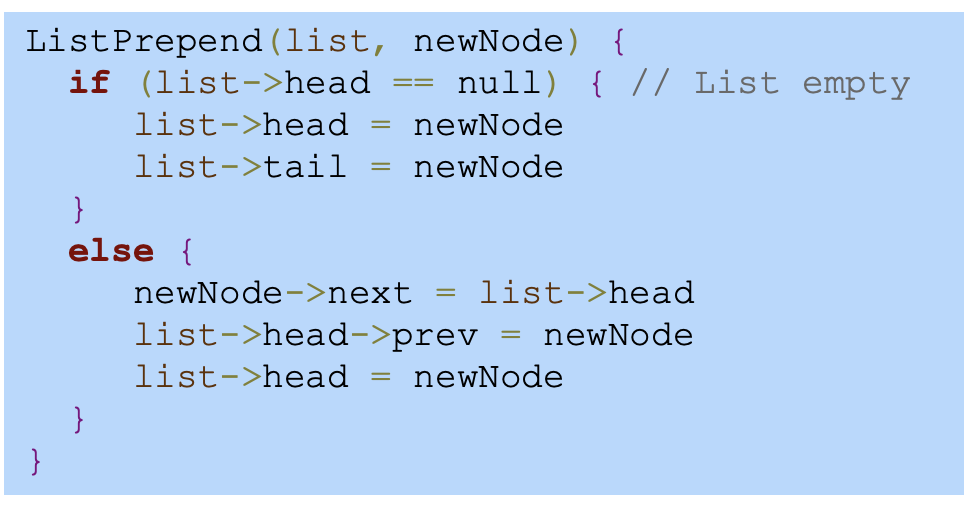 ListPrepend(list, newNode) {
if (list->head == null) { // List empty
list->head = newNode
list->tail = newNode
}
else {
newNode->next = list->head
list->head->prev = newNode
list->head = newNode
}
}